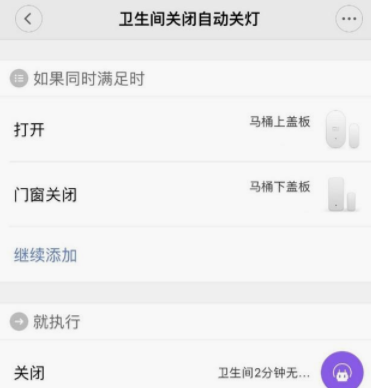 卫生间关闭自动关灯
如果同时满足时
打开 马桶上盖板
门窗关闭 马桶下盖板
继续添加
就执行
关闭 卫生间2分钟无...